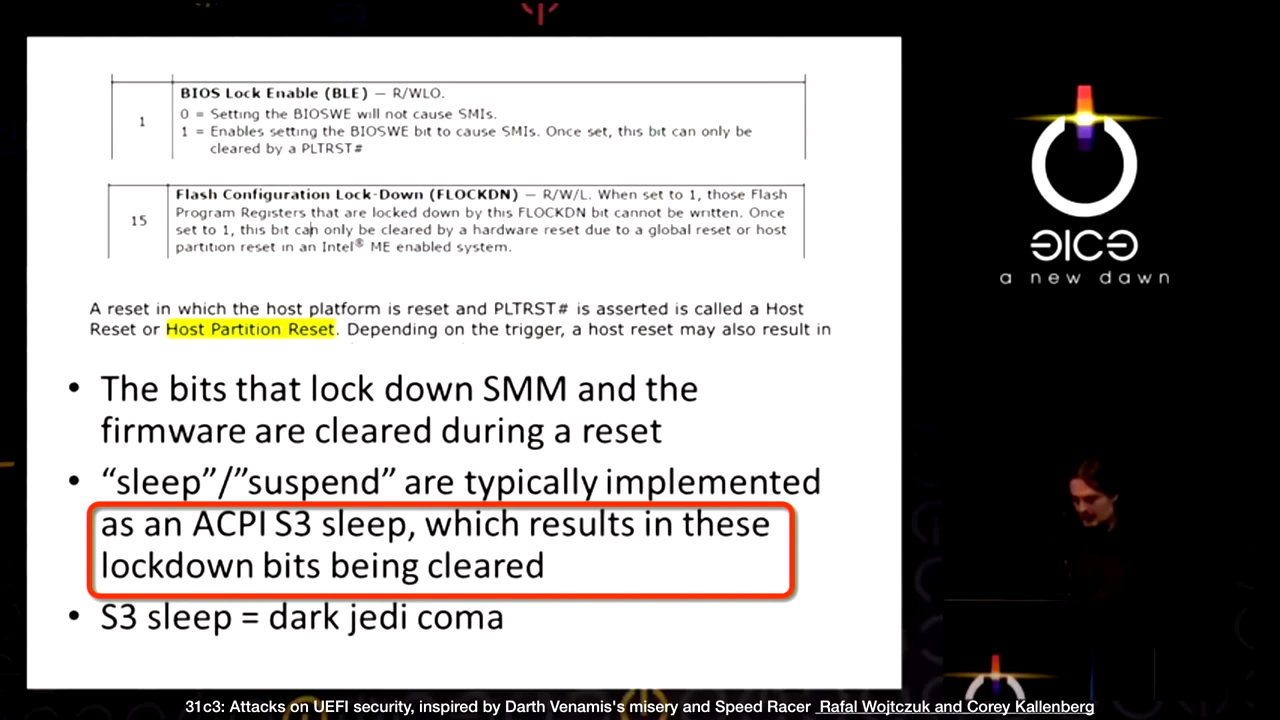 BIOS Lock Enable (BLE) — R/WLO.
0 = Setting the BIOSWE will not cause SMIs.
1
1 = Enables setting the BIOSWE bit to cause SMIs. Once set, this bit can only be
cleared by a PLTRST#
Flash Configuration Lock-Down (FLOCKDN) — R/W/L. When set to 1, those Flash
Program Registers that are locked down by this FLOCKDN bit cannot be written. Once
15
set to 1, this bit can only be cleared by a hardware reset due to a global reset or host
partition reset in an Intel® ME enabled system.
A reset in which the host platform is reset and PLTRST# is asserted is called a Host
Reset or Host Partition Reset. Depending on the trigger, a host reset may also result in
• The bits that lock down SMM and the
firmware are cleared during a reset
• “sleep”/”suspend” are typically implemented
as an ACPI S3 sleep, which results in these
lockdown bits being cleared
• S3 sleep = dark jedi coma
a new dawn
31c3: Attacks on UEFI security, inspired by Darth Venamis's misery and Speed Racer Rafal Wojtczuk and Corey Kallenberg